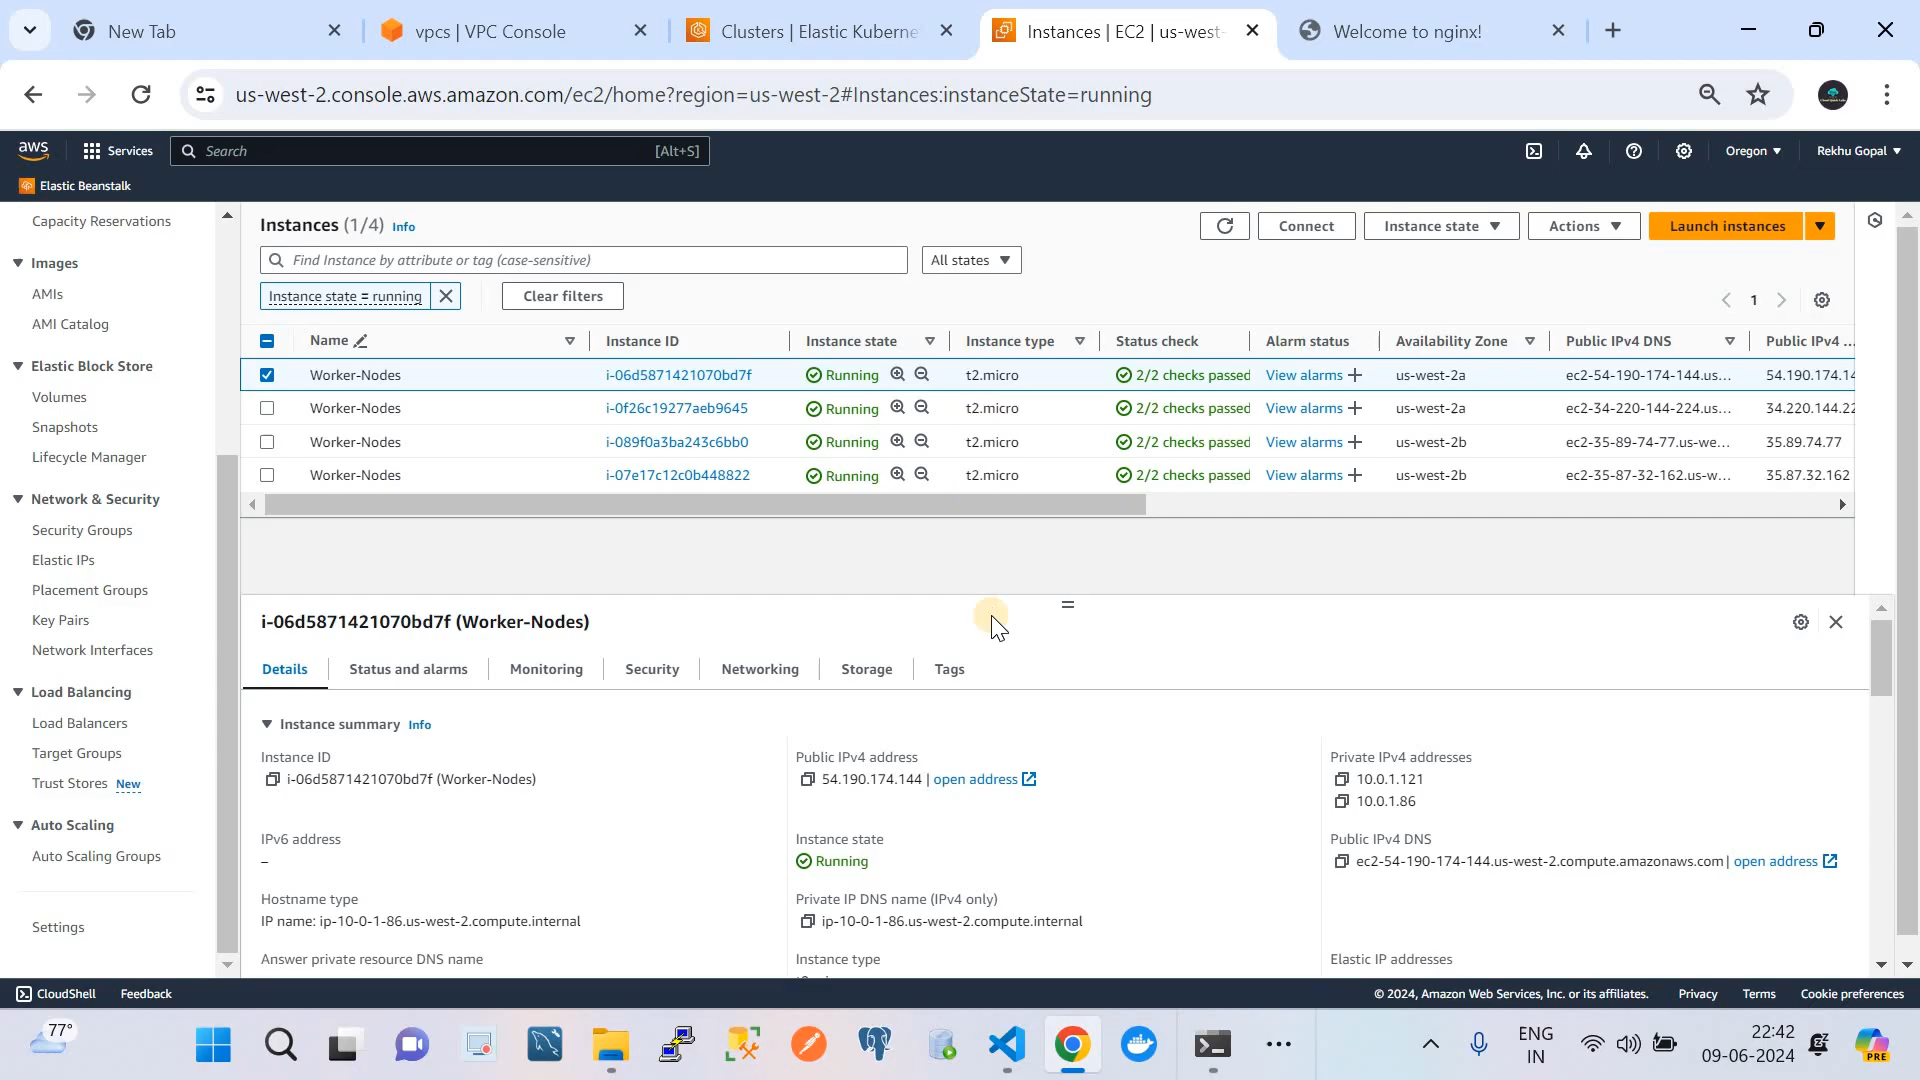 New Tab
vpcs | VPC Console
Clusters | Elastic Kuberne
Instances | EC2 | us-west-
Welcome to nginx!
us-west-2.console.aws.amazon.com/ec2/home?region=us-west-2#Instances:instanceState=running
aws
Services
Search
[Alt+S]
Oregon
Rekhu Gopal
Elastic Beanstalk
Capacity Reservations
Images
AMIs
AMI Catalog
Elastic Block Store
Volumes
Snapshots
Lifecycle Manager
Network & Security
Security Groups
Elastic IPs
Placement Groups
Key Pairs
Network Interfaces
Load Balancing
Load Balancers
Target Groups
Trust Stores New
Auto Scaling
Auto Scaling Groups
Settings
Instances (1/4) Info
Connect
Instance state
Actions
Launch instances
Find Instance by attribute or tag (case-sensitive)
All states
Instance state = running
Clear filters
1
Name Instance ID Instance state Instance type Status check Alarm status Availability Zone Public IPv4 DNS Public IPv4 ...
Worker-Nodes i-06d5871421070bd7f Running t2.micro 2/2 checks passed View alarms us-west-2a ec2-54-190-174-144.us... 54.190.174.14
Worker-Nodes i-0f26c19277aeb9645 Running t2.micro 2/2 checks passed View alarms us-west-2a ec2-34-220-144-224.us... 34.220.144.22
Worker-Nodes i-089f0a3ba243c6bb0 Running t2.micro 2/2 checks passed View alarms us-west-2b ec2-35-89-74-77.us-we... 35.89.74.77
Worker-Nodes i-07e17c12c0b448822 Running t2.micro 2/2 checks passed View alarms us-west-2b ec2-35-87-32-162.us-w... 35.87.32.162
i-06d5871421070bd7f (Worker-Nodes)
Details
Status and alarms
Monitoring
Security
Networking
Storage
Tags
Instance summary Info
Instance ID
i-06d5871421070bd7f (Worker-Nodes)
Public IPv4 address
54.190.174.144 | open address
Private IPv4 addresses
10.0.1.121
10.0.1.86
IPv6 address
–
Instance state
Running
Public IPv4 DNS
ec2-54-190-174-144.us-west-2.compute.amazonaws.com | open address
Hostname type
IP name: ip-10-0-1-86.us-west-2.compute.internal
Private IP DNS name (IPv4 only)
ip-10-0-1-86.us-west-2.compute.internal
Answer private resource DNS name
Instance type
Elastic IP addresses
CloudShell
Feedback
© 2024, Amazon Web Services, Inc. or its affiliates.
Privacy
Terms
Cookie preferences
77°
ENG
IN
22:42
09-06-2024
PRE